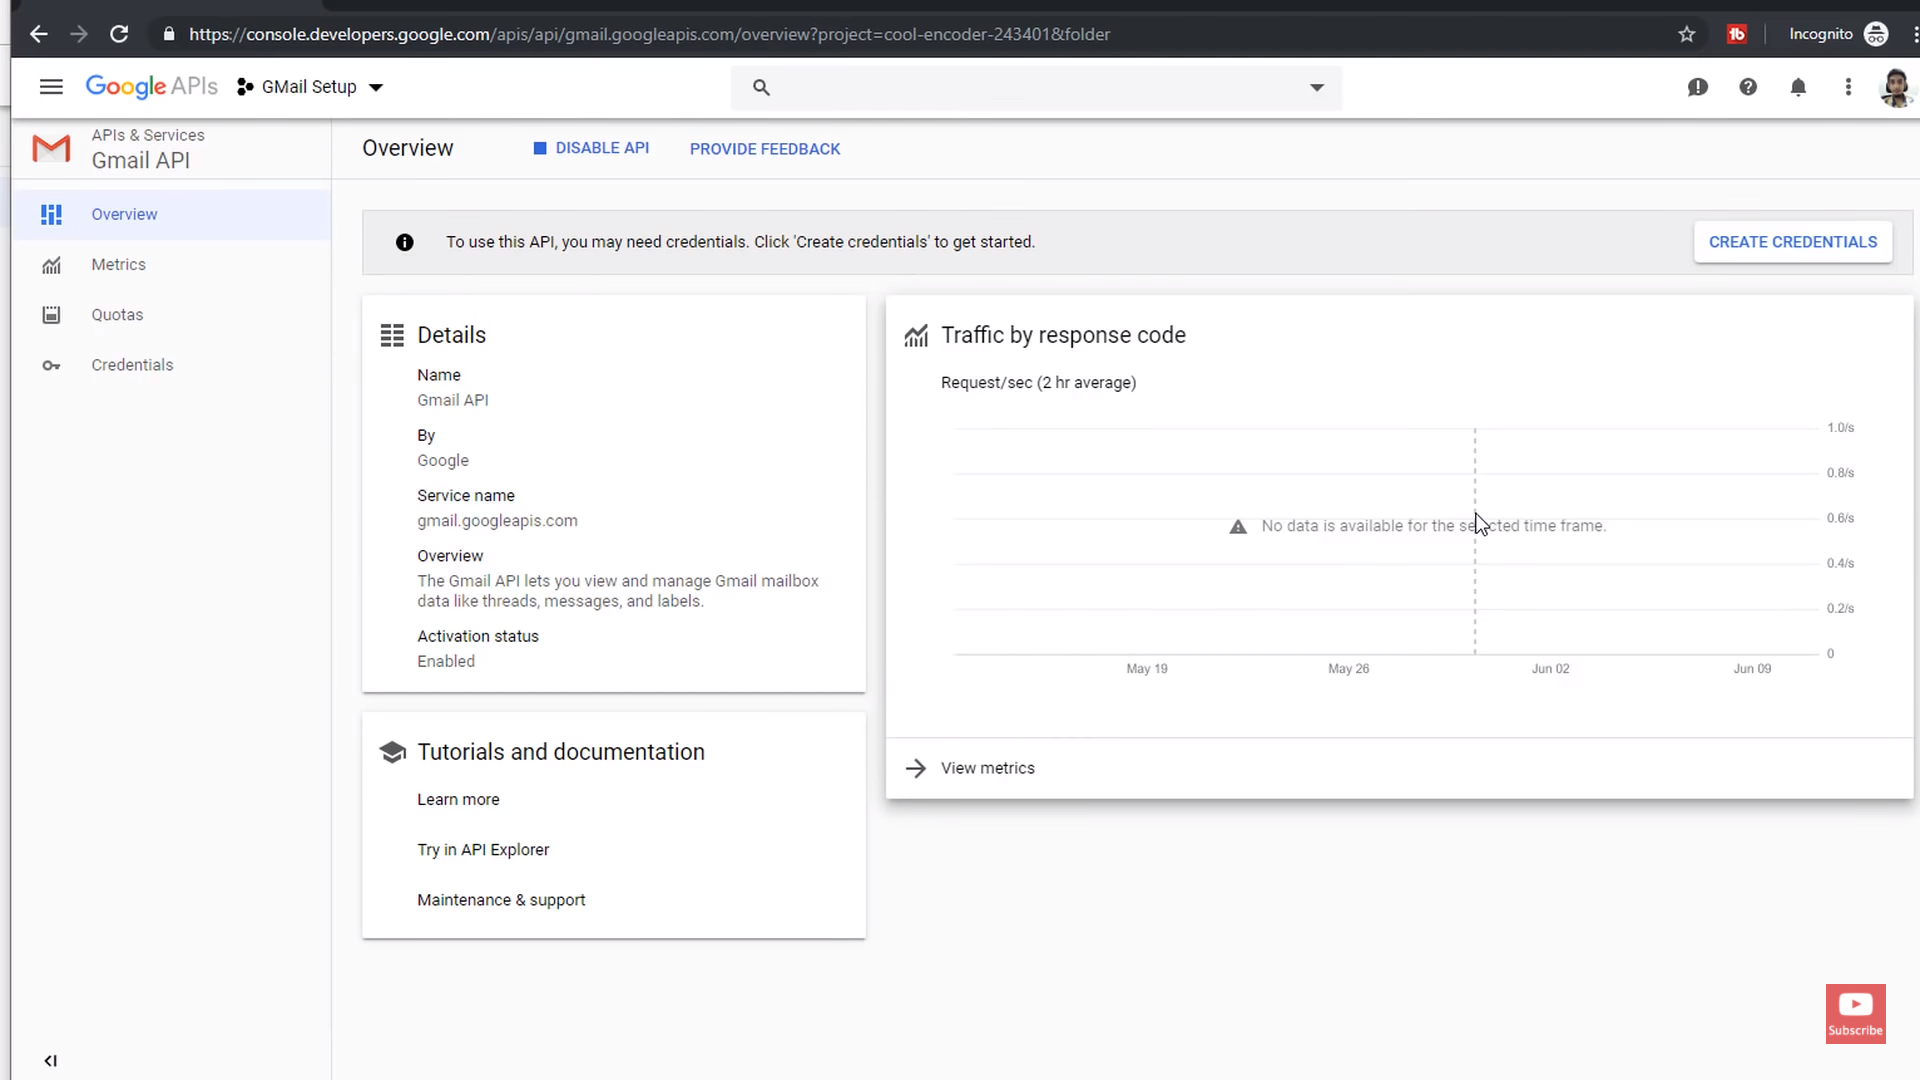 https://console.developers.google.com/apis/api/gmail.googleapis.com/overview?project=cool-encoder-243401&folder
tb
Incognito
Google APIs
GMail Setup
APIs & Services
Gmail API
Overview
DISABLE API
PROVIDE FEEDBACK
Overview
Metrics
Quotas
Credentials
To use this API, you may need credentials. Click 'Create credentials' to get started.
CREATE CREDENTIALS
Details
Name
Gmail API
By
Google
Service name
gmail.googleapis.com
Overview
The Gmail API lets you view and manage Gmail mailbox
data like threads, messages, and labels.
Activation status
Enabled
Traffic by response code
Request/sec (2 hr average)
1.0/s
0.8/s
No data is available for the selected time frame.
0.6/s
0.4/s
0.2/s
0
May 19
May 26
Jun 02
Jun 09
View metrics
Tutorials and documentation
Learn more
Try in API Explorer
Maintenance & support
Subscribe